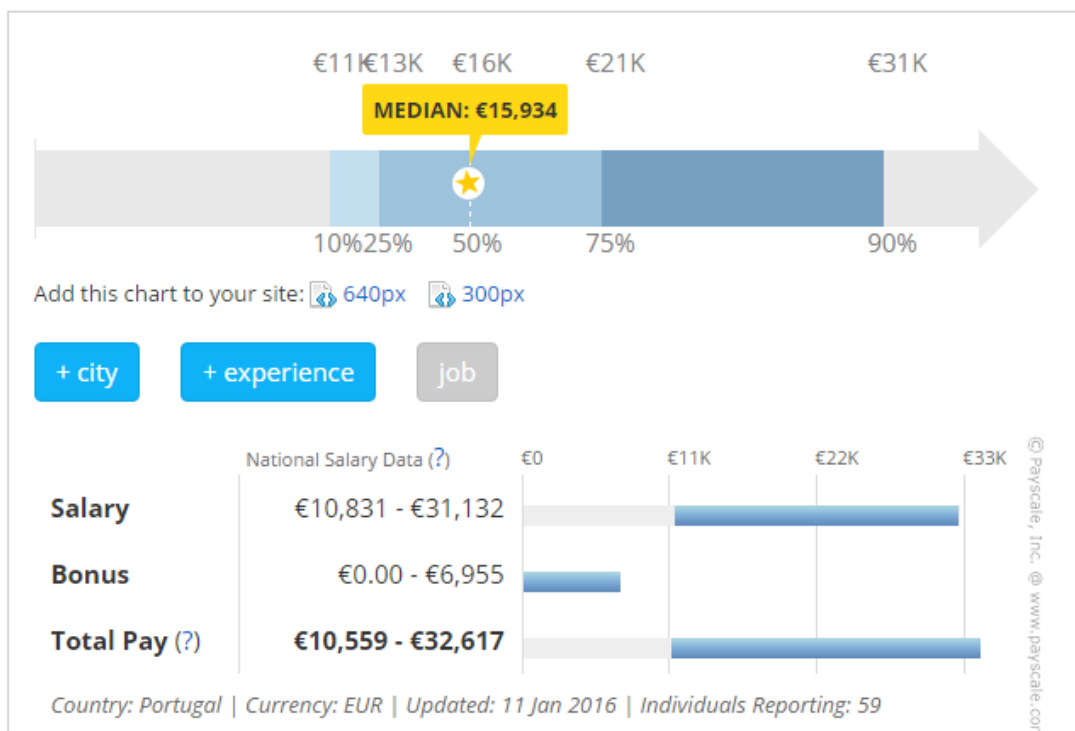 €11K €13K €16K €21K €31K
MEDIAN: €15,934
10% 25% 50% 75% 90%
Add this chart to your site: 640px 300px
+ city + experience job
National Salary Data (?) €0 €11K €22K €33K
Salary €10,831 - €31,132
Bonus €0.00 - €6,955
Total Pay (?) €10,559 - €32,617
Country: Portugal | Currency: EUR | Updated: 11 Jan 2016 | Individuals Reporting: 59
© Payscale, Inc. @ www.payscale.com